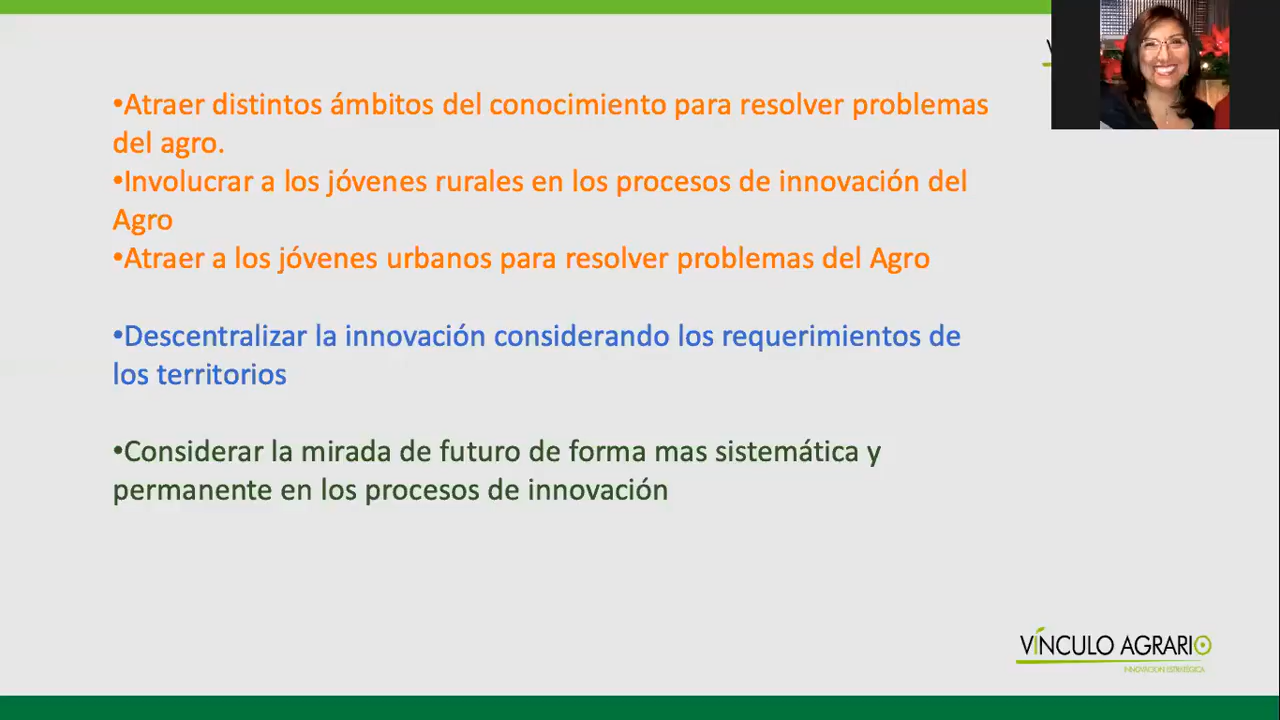 •Atraer distintos ámbitos del conocimiento para resolver problemas
del agro.
•Involucrar a los jóvenes rurales en los procesos de innovación del
Agro
•Atraer a los jóvenes urbanos para resolver problemas del Agro
•Descentralizar la innovación considerando los requerimientos de
los territorios
•Considerar la mirada de futuro de forma mas sistemática y
permanente en los procesos de innovación
VÍNCULO AGRARIO
INNOVACIÓN ESTRATÉGICA